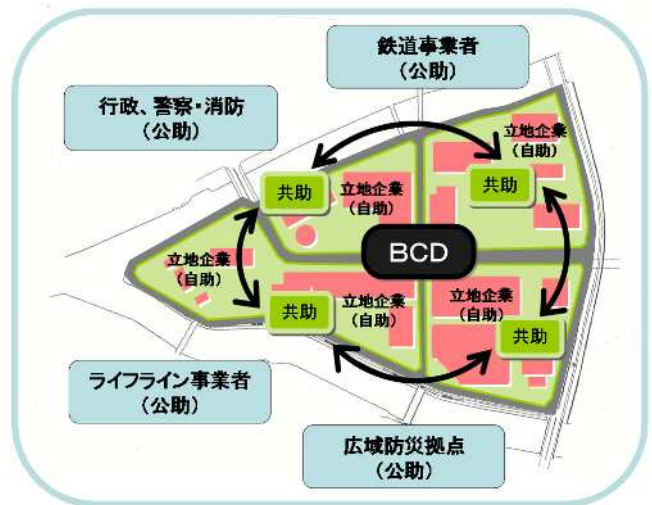 鉄道事業者
(公助)
行政、警察・消防
(公助)
立地企業
(自助)
共助
共助
立地企業
(自助)
立地企業
(自助)
BCD
共助
立地企業
(自助)
立地企業
(自助)
共助
ライフライン事業者
(公助)
広域防災拠点
(公助)